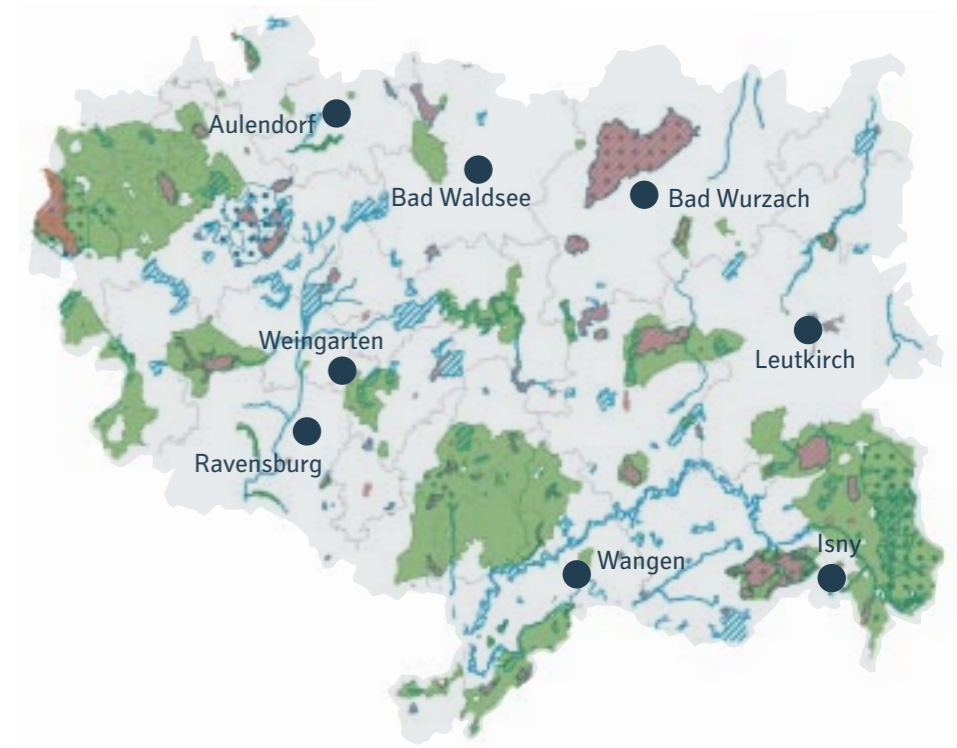 Aulendorf
Bad Waldsee
Bad Wurzach
Weingarten
Leutkirch
Ravensburg
Isny
Wangen